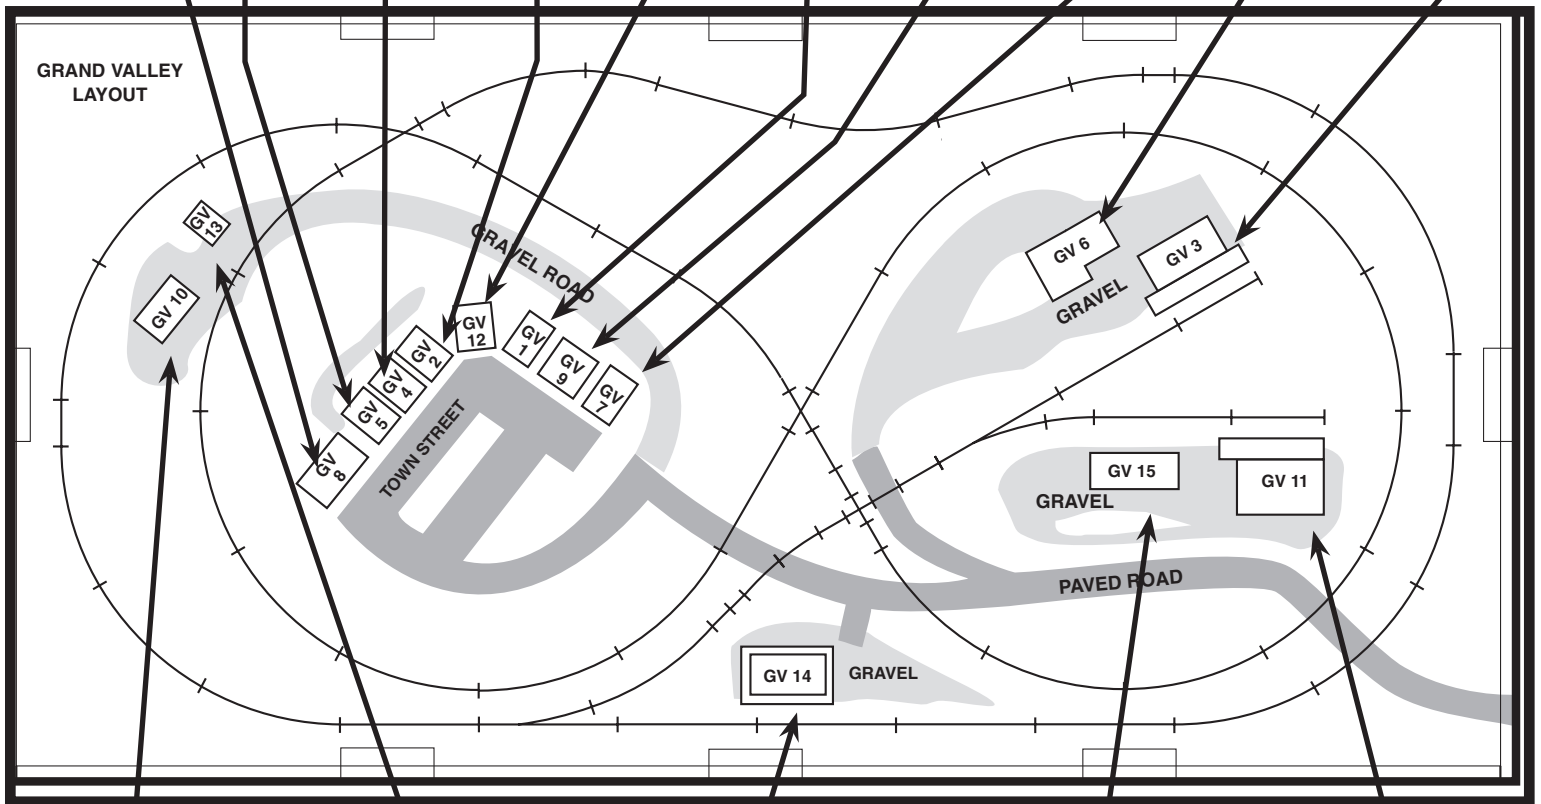 GRAND VALLEY
LAYOUT
GV
13
GV 10
GRAVEL ROAD
GV 6
GV 3
GRAVEL
GV
12
GV
1
GV
2
GV
9
GV
4
GV
7
GV
5
GV
8
TOWN STREET
GV 15
GV 11
GRAVEL
PAVED ROAD
GV 14
GRAVEL